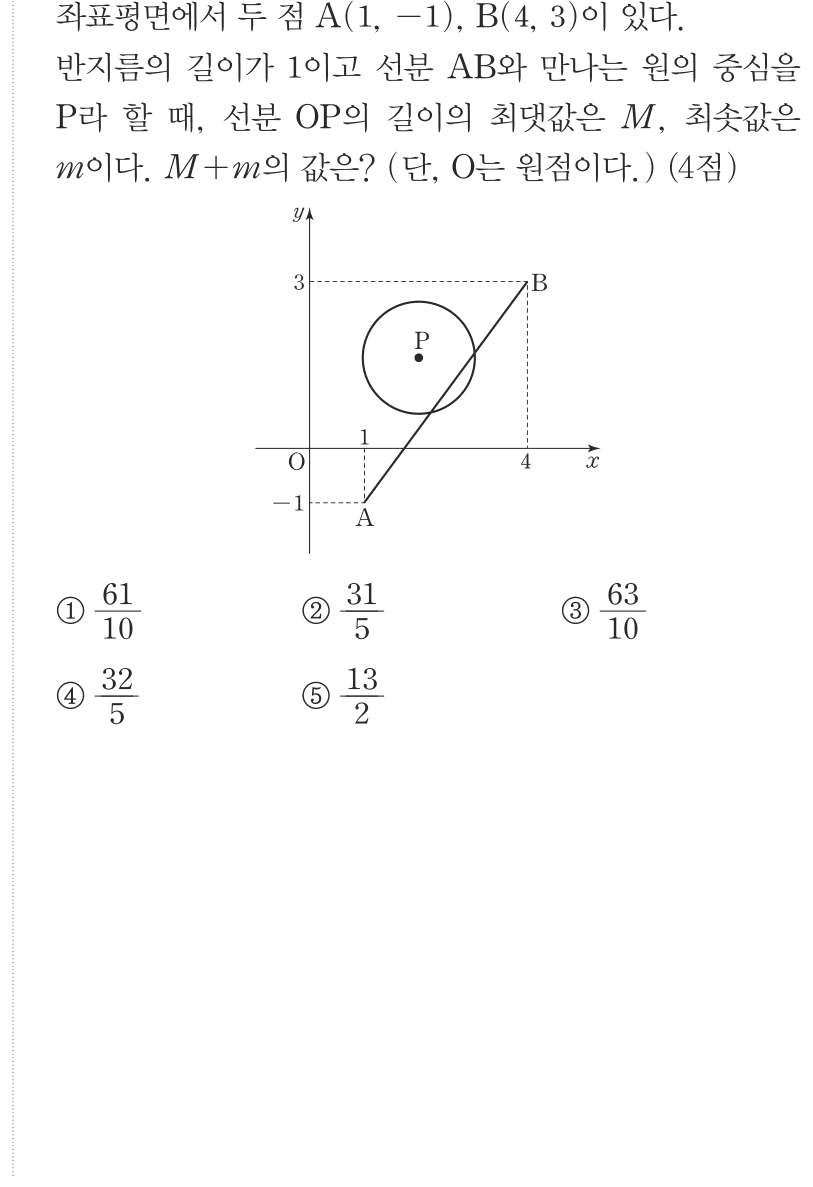 좌표평면에서 두 점 A(1, −1), B(4, 3)이 있다.
반지름의 길이가 1이고 선분 AB와 만나는 원의 중심을
P라 할 때, 선분 OP의 길이의 최댓값은 M, 최솟값은
m이다. M+m의 값은? (단, O는 원점이다.) (4점)
y
3
B
P
1
O
4
x
−1
A
① 61/10 ② 31/5 ③ 63/10
④ 32/5 ⑤ 13/2